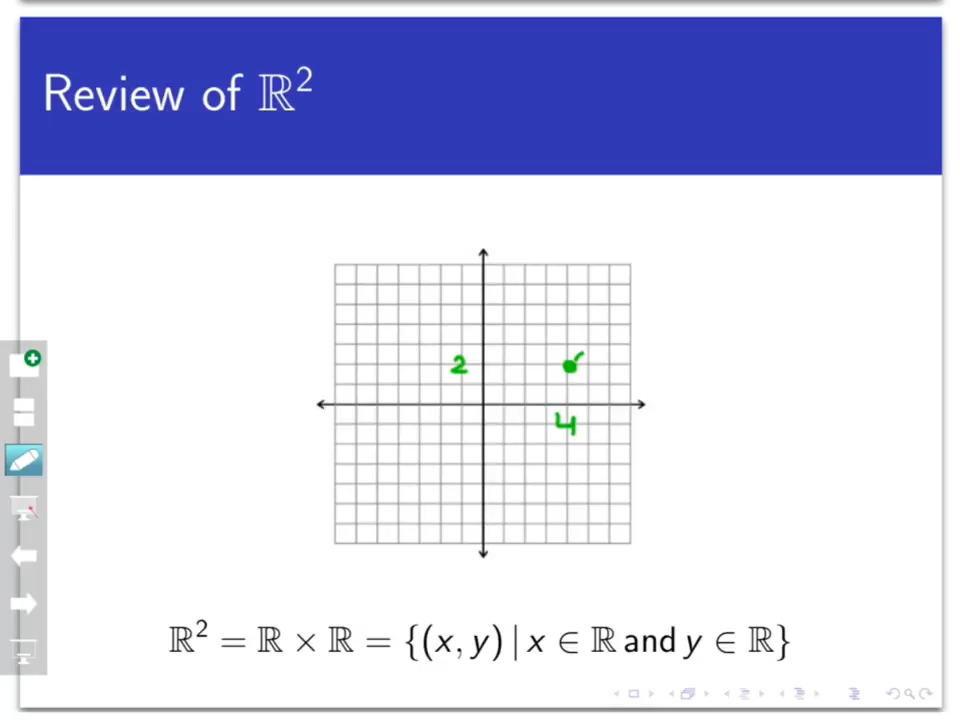 Review of ℝ²
2
4
ℝ² = ℝ × ℝ = {(x, y) | x ∈ ℝ and y ∈ ℝ}